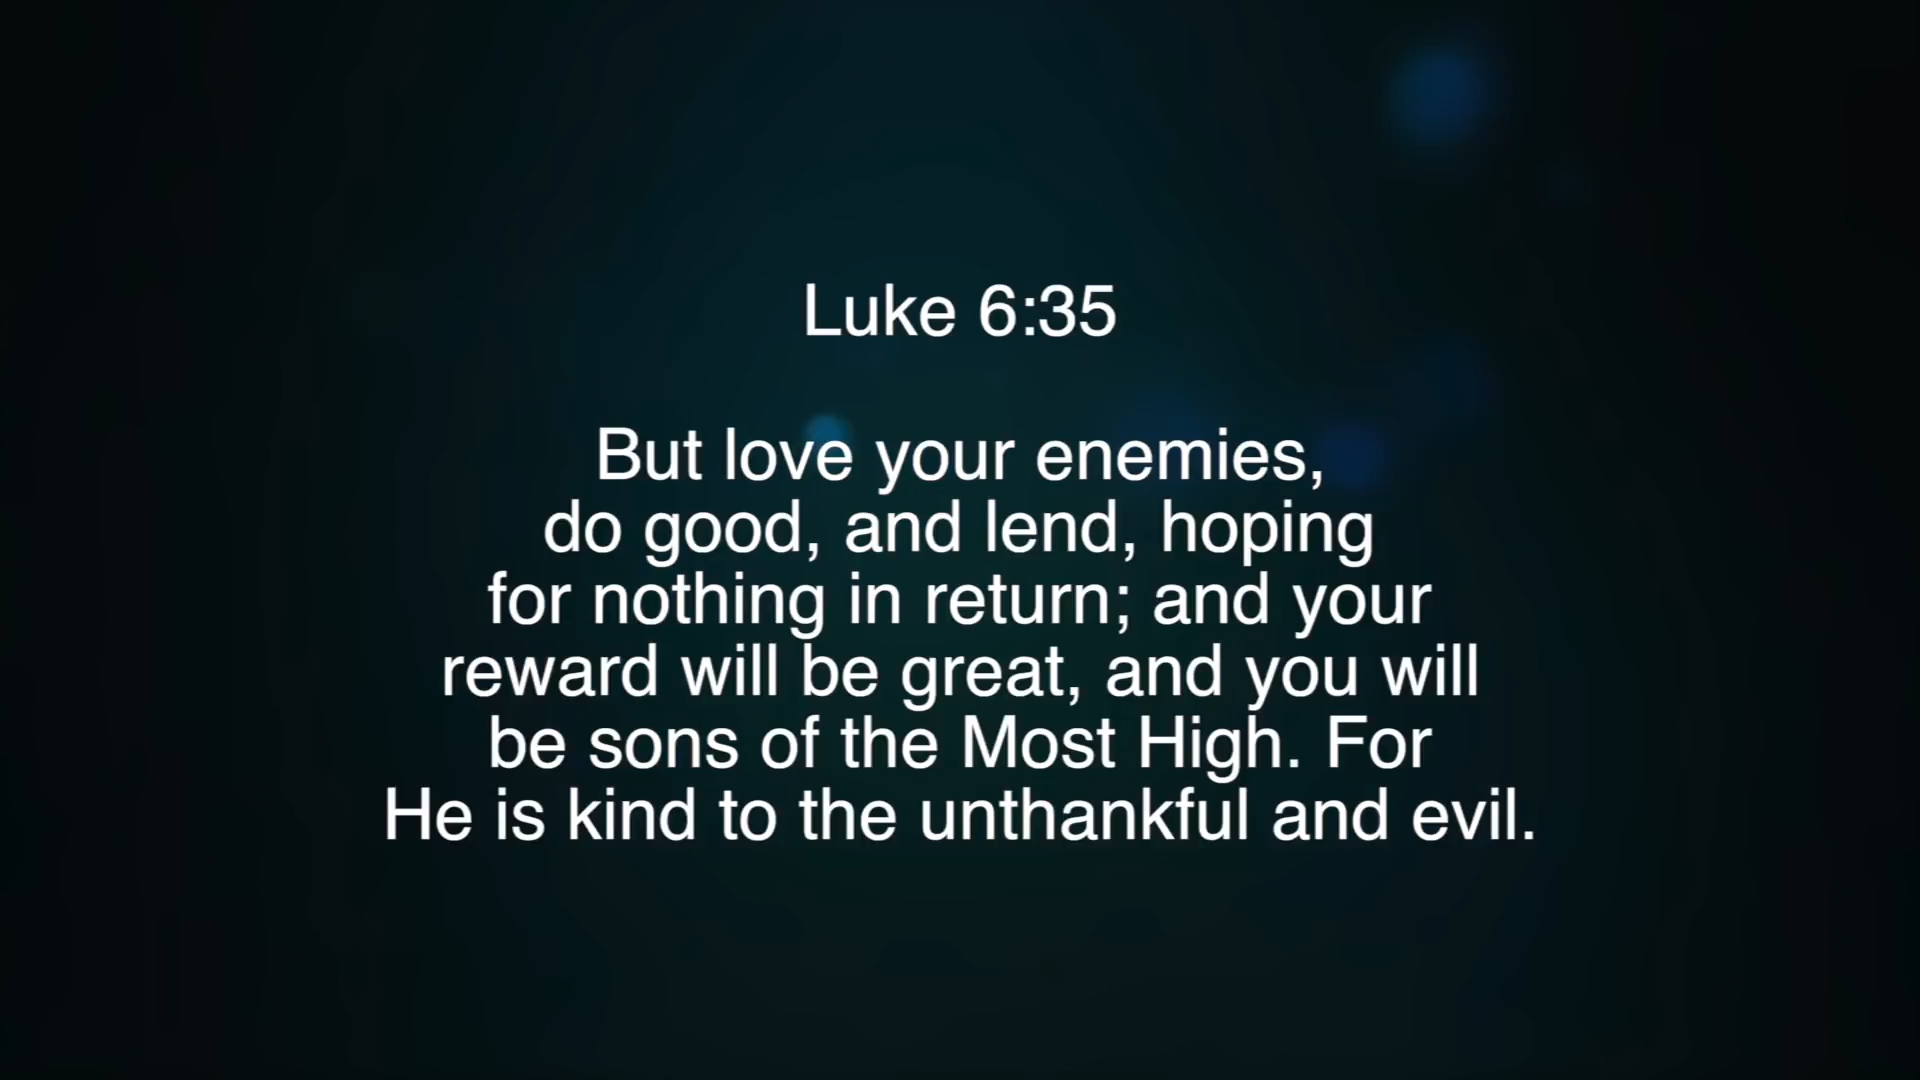 Luke 6:35
But love your enemies,
do good, and lend, hoping
for nothing in return; and your
reward will be great, and you will
be sons of the Most High. For
He is kind to the unthankful and evil.